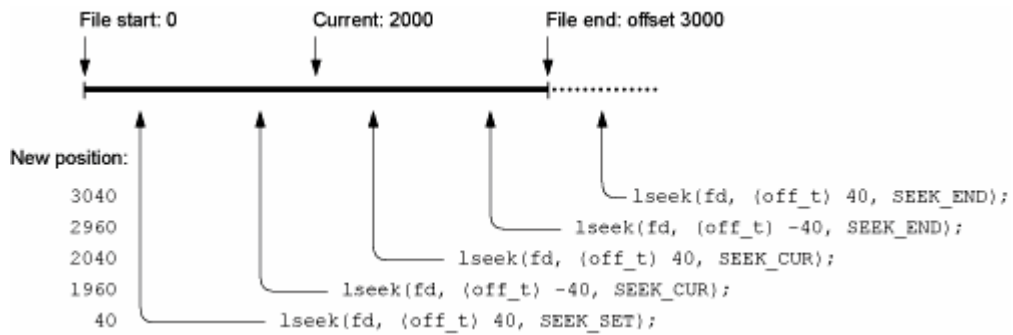 File start: 0 Current: 2000 File end: offset 3000
New position:
3040 lseek(fd, (off_t) 40, SEEK_END);
2960 lseek(fd, (off_t) -40, SEEK_END);
2040 lseek(fd, (off_t) 40, SEEK_CUR);
1960 lseek(fd, (off_t) -40, SEEK_CUR);
40 lseek(fd, (off_t) 40, SEEK_SET);